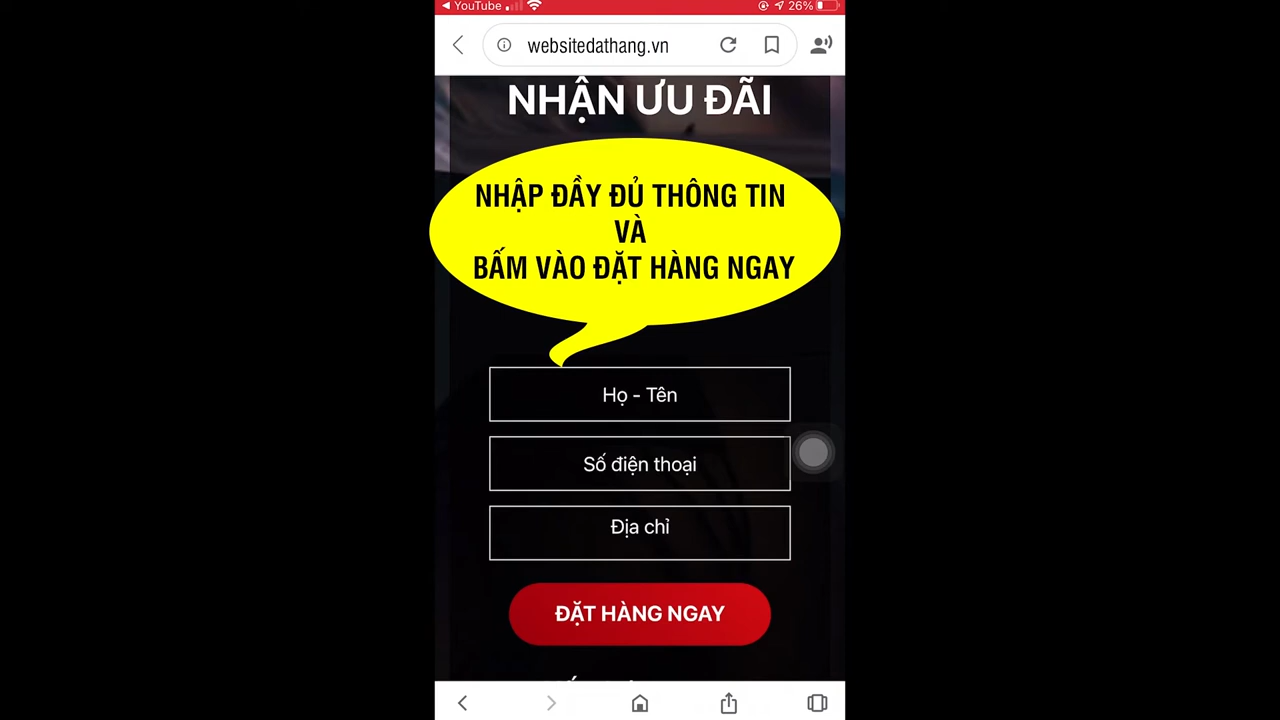 YouTube
26%
websitedathang.vn
NHẬN ƯU ĐÃI
NHẬP ĐẦY ĐỦ THÔNG TIN
VÀ
BẤM VÀO ĐẶT HÀNG NGAY
Họ - Tên
Số điện thoại
Địa chỉ
ĐẶT HÀNG NGAY